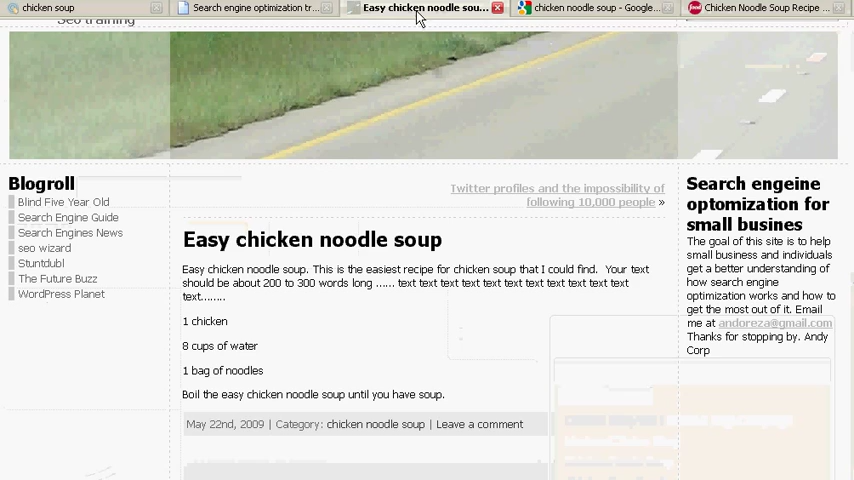 chicken soup
Search engine optimization tr...
Easy chicken noodle sou...
chicken noodle soup - Google...
Chicken Noodle Soup Recipe ...
Seo training
Blogroll
Blind Five Year Old
Search Engine Guide
Search Engines News
seo wizard
Stuntdubl
The Future Buzz
WordPress Planet
Twitter profiles and the impossibility of
following 10,000 people »
Easy chicken noodle soup
Easy chicken noodle soup. This is the easiest recipe for chicken soup that I could find. Your text
should be about 200 to 300 words long ...... text text text text text text text text text text text
text........
1 chicken
8 cups of water
1 bag of noodles
Boil the easy chicken noodle soup until you have soup.
May 22nd, 2009 | Category: chicken noodle soup | Leave a comment
Search engeine
optomization for
small busines
The goal of this site is to help
small business and individuals
get a better understanding of
how search engine
optimization works and how to
get the most out of it. Email
me at andoreza@gmail.com
Thanks for stopping by. Andy
Corp